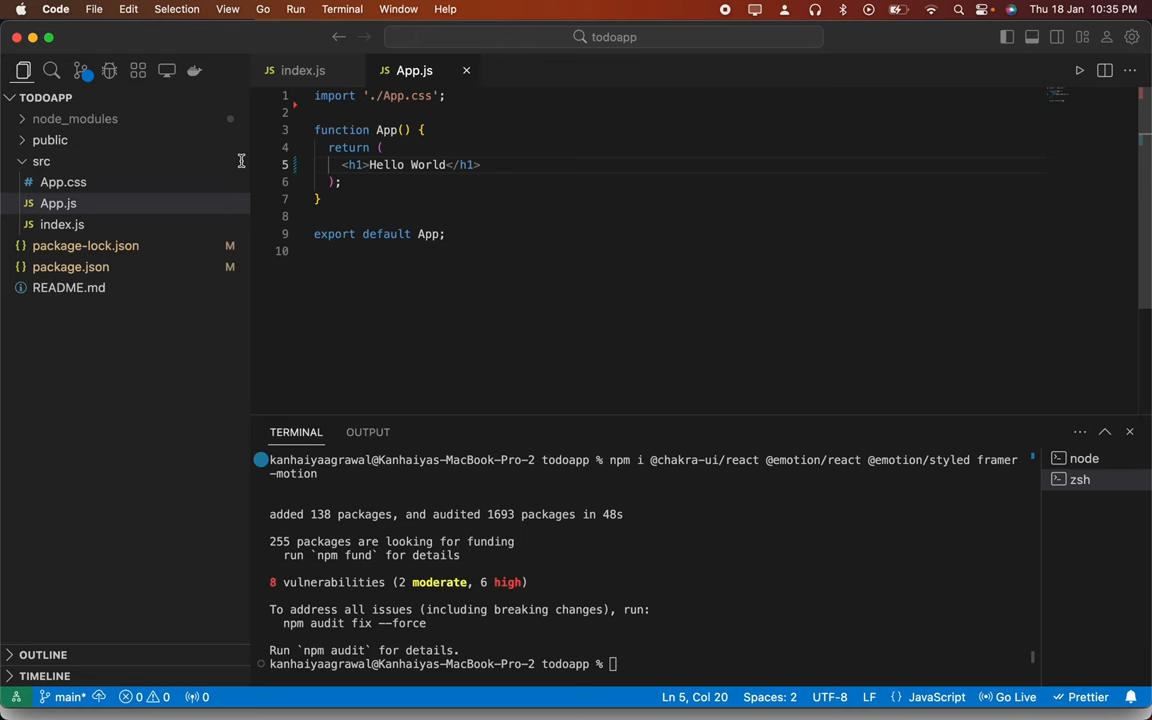 Code File Edit Selection View Go Run Terminal Window Help Thu 18 Jan 10:35 PM
todoapp
JS index.js JS App.js
TODOAPP
node_modules
public
src
# App.css
JS App.js
JS index.js
{} package-lock.json M
{} package.json M
README.md
OUTLINE
TIMELINE
1 import './App.css';
2
3 function App() {
4 return (
5 <h1>Hello World</h1>
6 );
7 }
8
9 export default App;
10
TERMINAL OUTPUT
kanhaiyaagrawal@Kanhaiyas-MacBook-Pro-2 todoapp % npm i @chakra-ui/react @emotion/react @emotion/styled framer
-motion
added 138 packages, and audited 1693 packages in 48s
255 packages are looking for funding
run `npm fund` for details
8 vulnerabilities (2 moderate, 6 high)
To address all issues (including breaking changes), run:
npm audit fix --force
Run `npm audit` for details.
kanhaiyaagrawal@Kanhaiyas-MacBook-Pro-2 todoapp %
node
zsh
main* 0 0 0 Ln 5, Col 20 Spaces: 2 UTF-8 LF {} JavaScript Go Live Prettier